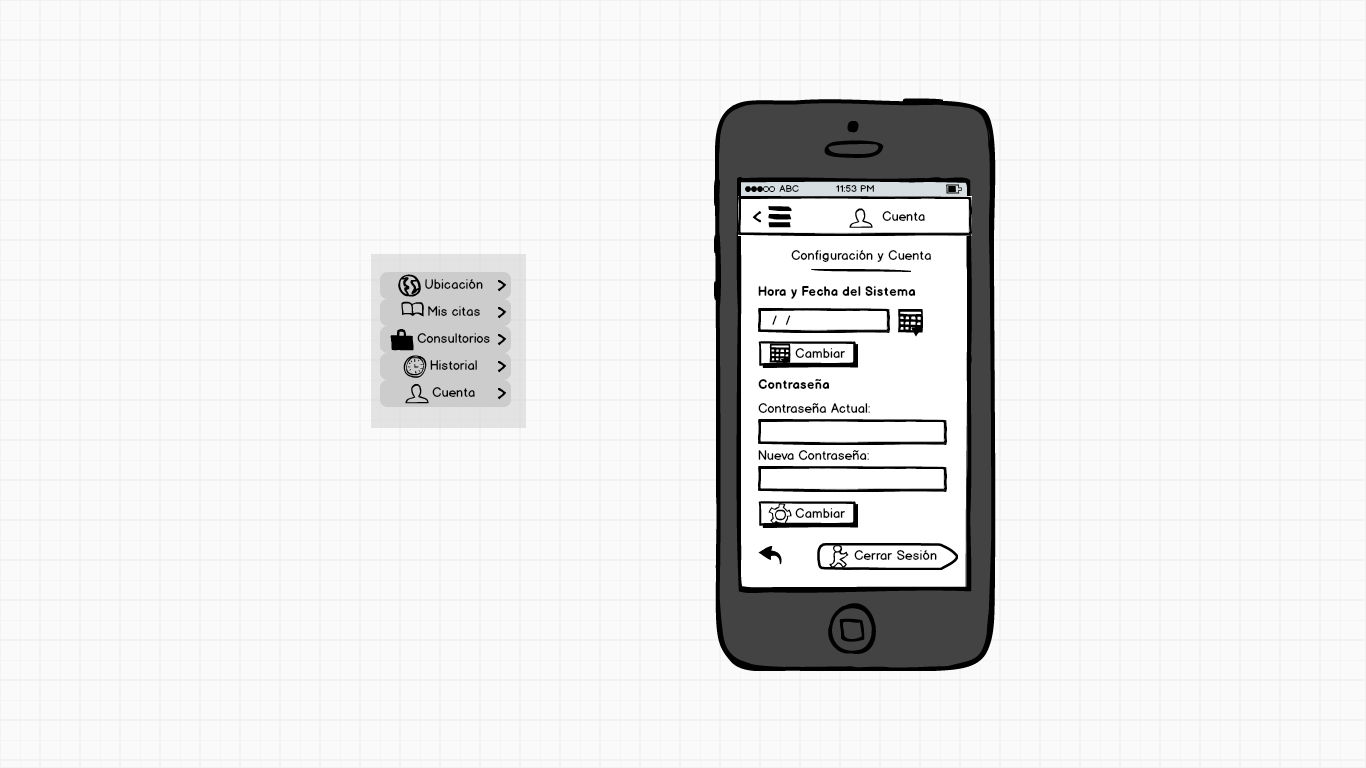 Ubicación
Mis citas
Consultorios
Historial
Cuenta
ABC 11:53 PM
Cuenta
Configuración y Cuenta
Hora y Fecha del Sistema
/ /
Cambiar
Contraseña
Contraseña Actual:
Nueva Contraseña:
Cambiar
Cerrar Sesión